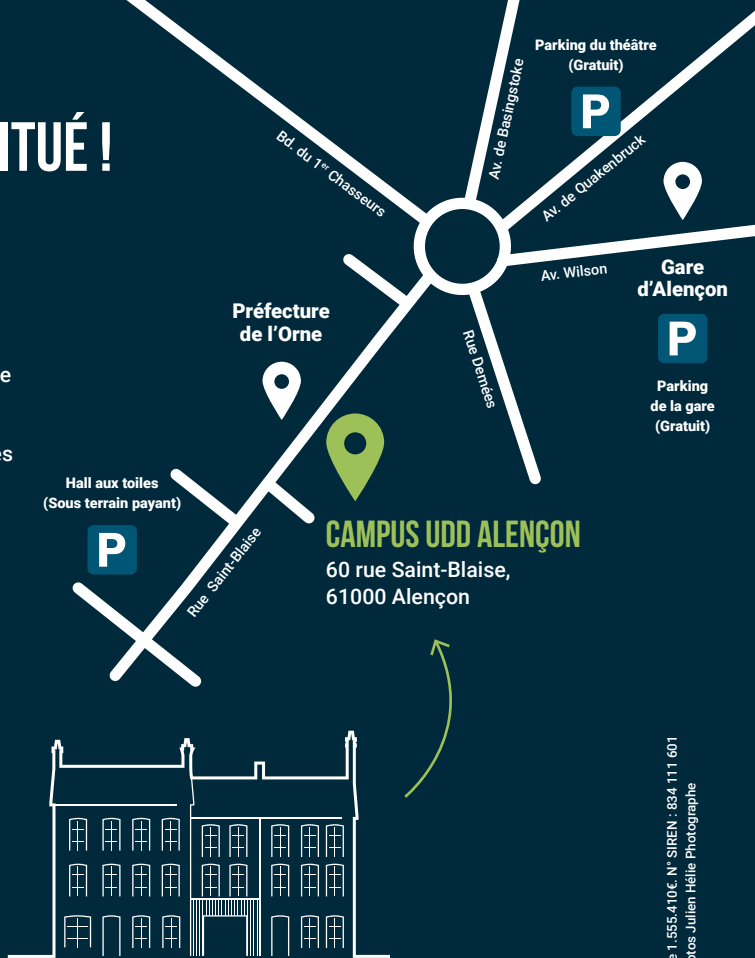 ITUÉ !
Parking du théâtre
(Gratuit)
P
Bd. du 1er Chasseurs
Av. de Basingstoke
Av. de Quakenbruck
Av. Wilson
Gare
d'Alençon
P
Parking
de la gare
(Gratuit)
Préfecture
de l'Orne
Rue Demées
Hall aux toiles
(Sous terrain payant)
P
Rue Saint-Blaise
CAMPUS UDD ALENÇON
60 rue Saint-Blaise,
61000 Alençon
1.555.410€. N° SIREN : 834 111 601
Julien Hélie Photographe